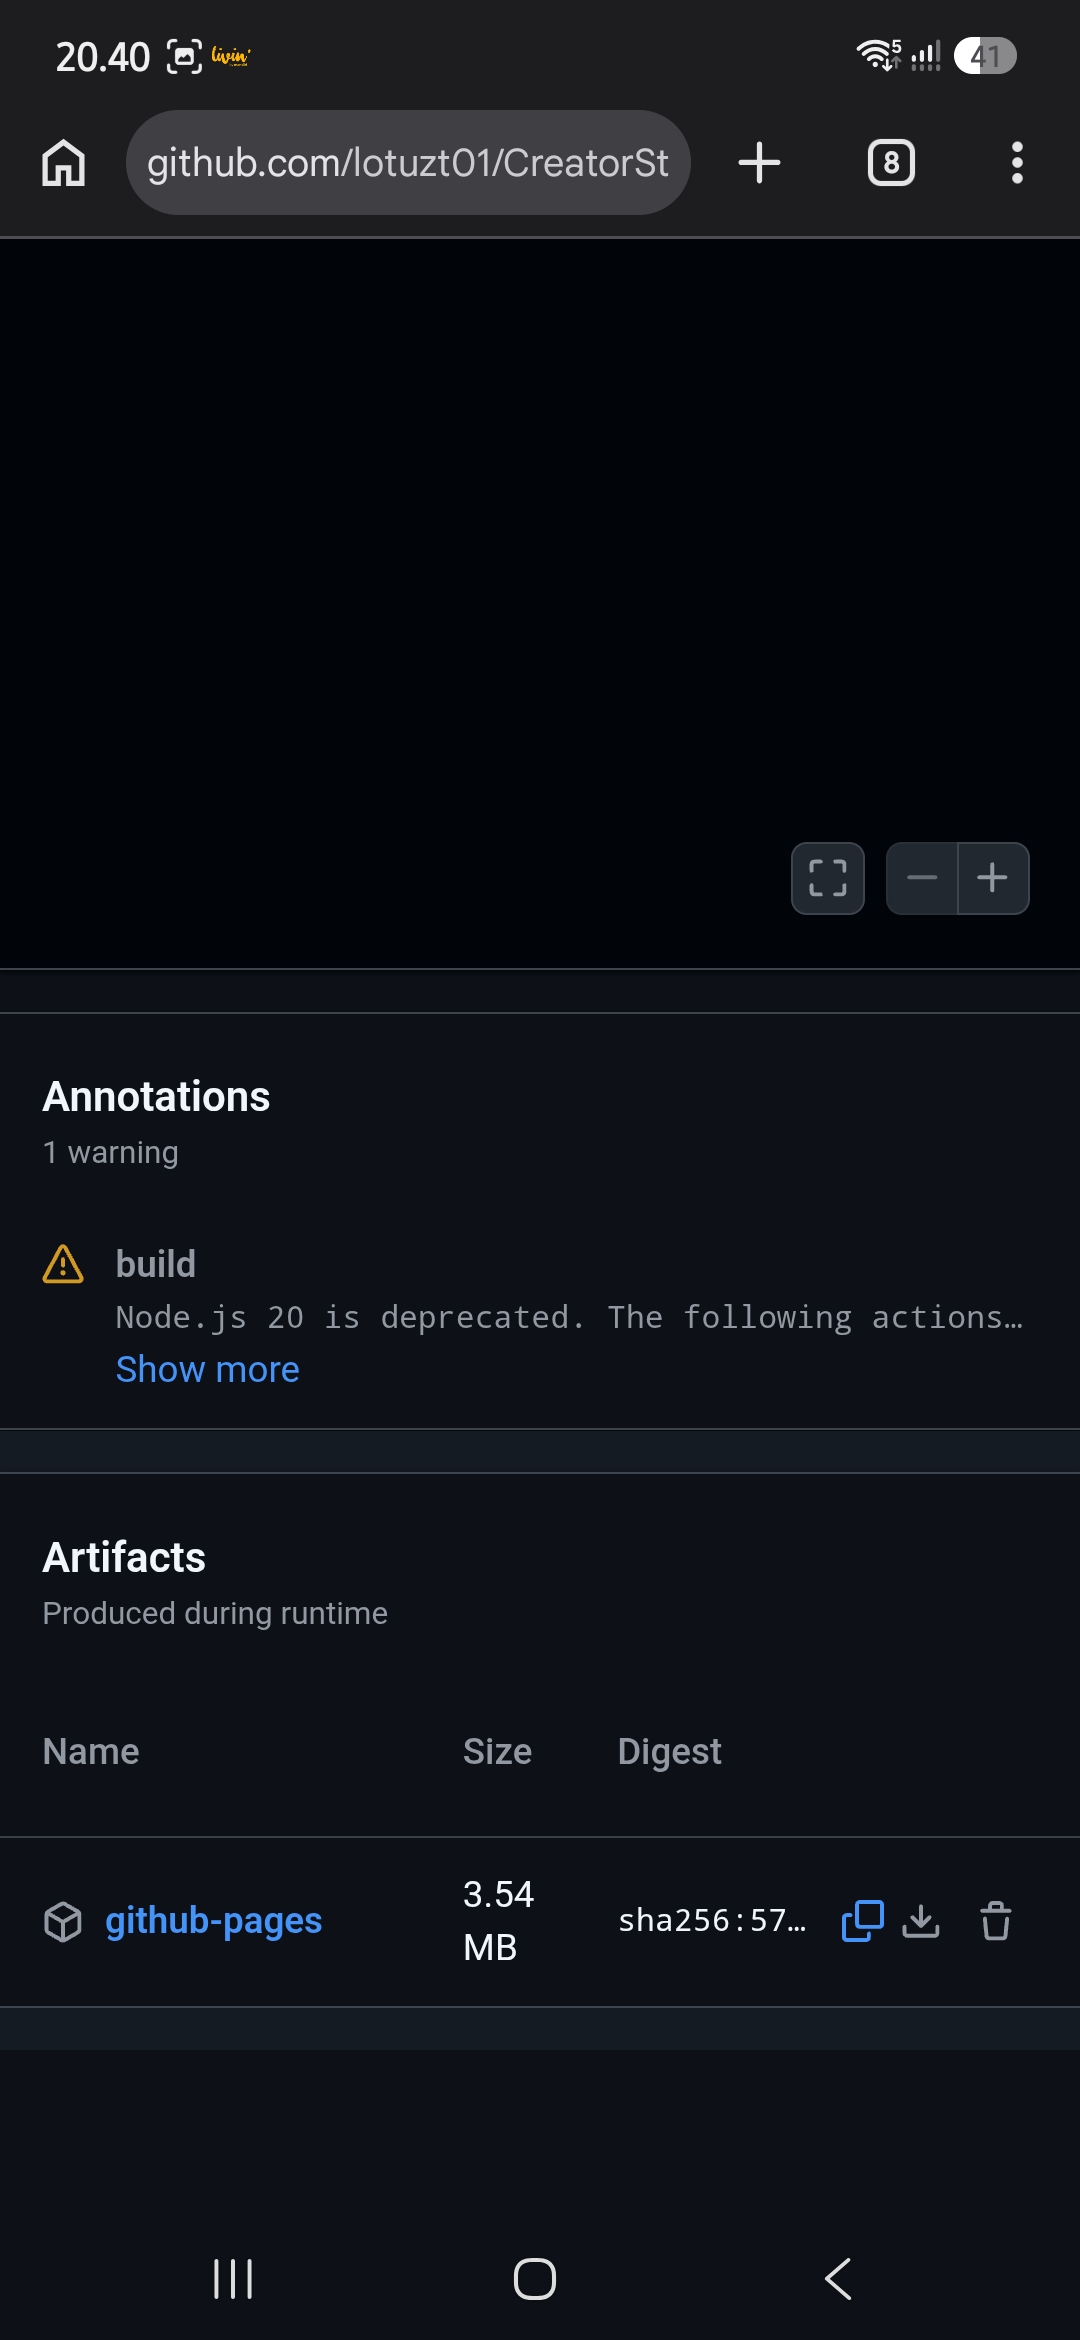 20.40
livin'
5
41
github.com/lotuzt01/CreatorSt
8
Annotations
1 warning
build
Node.js 20 is deprecated. The following actions…
Show more
Artifacts
Produced during runtime
Name Size Digest
github-pages 3.54 MB sha256:57…